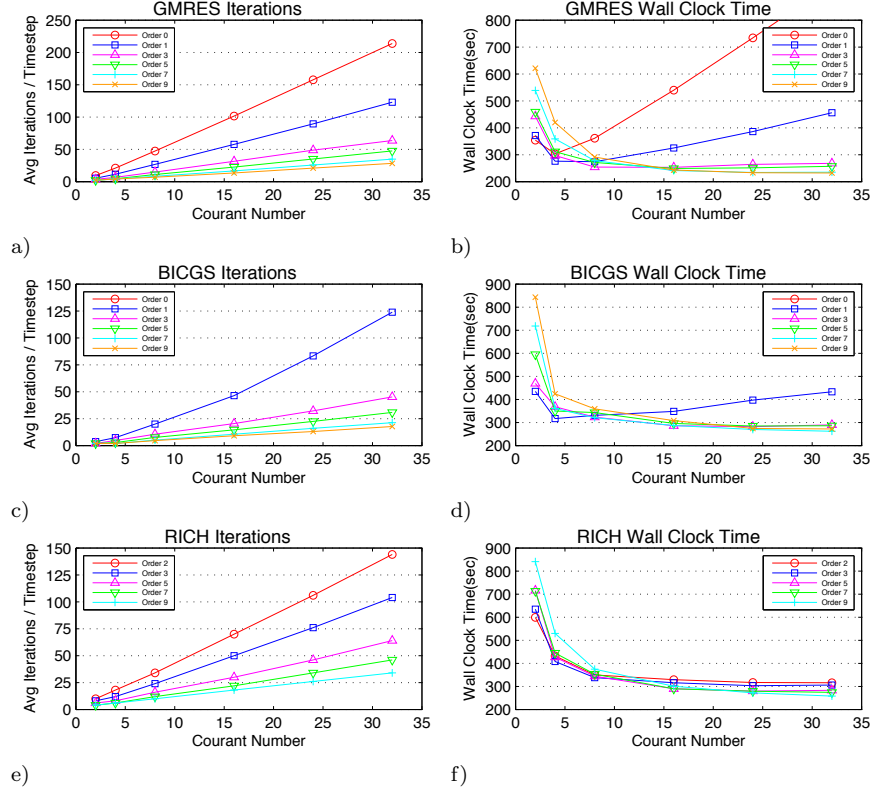 GMRES Iterations
250
200
150
100
50
0
Avg Iterations / Timestep
Order 0
Order 1
Order 3
Order 5
Order 7
Order 9
0 5 10 15 20 25 30 35
Courant Number
a)
GMRES Wall Clock Time
800
700
600
500
400
300
200
Wall Clock Time(sec)
Order 0
Order 1
Order 3
Order 5
Order 7
Order 9
0 5 10 15 20 25 30 35
Courant Number
b)
BICGS Iterations
150
125
100
75
50
25
0
Avg Iterations / Timestep
Order 0
Order 1
Order 3
Order 5
Order 7
Order 9
0 5 10 15 20 25 30 35
Courant Number
c)
BICGS Wall Clock Time
900
800
700
600
500
400
300
200
Wall Clock Time(sec)
Order 0
Order 1
Order 3
Order 5
Order 7
Order 9
0 5 10 15 20 25 30 35
Courant Number
d)
RICH Iterations
150
125
100
75
50
25
0
Avg Iterations / Timestep
Order 2
Order 3
Order 5
Order 7
Order 9
0 5 10 15 20 25 30 35
Courant Number
e)
RICH Wall Clock Time
900
800
700
600
500
400
300
200
Wall Clock Time(sec)
Order 2
Order 3
Order 5
Order 7
Order 9
0 5 10 15 20 25 30 35
Courant Number
f)